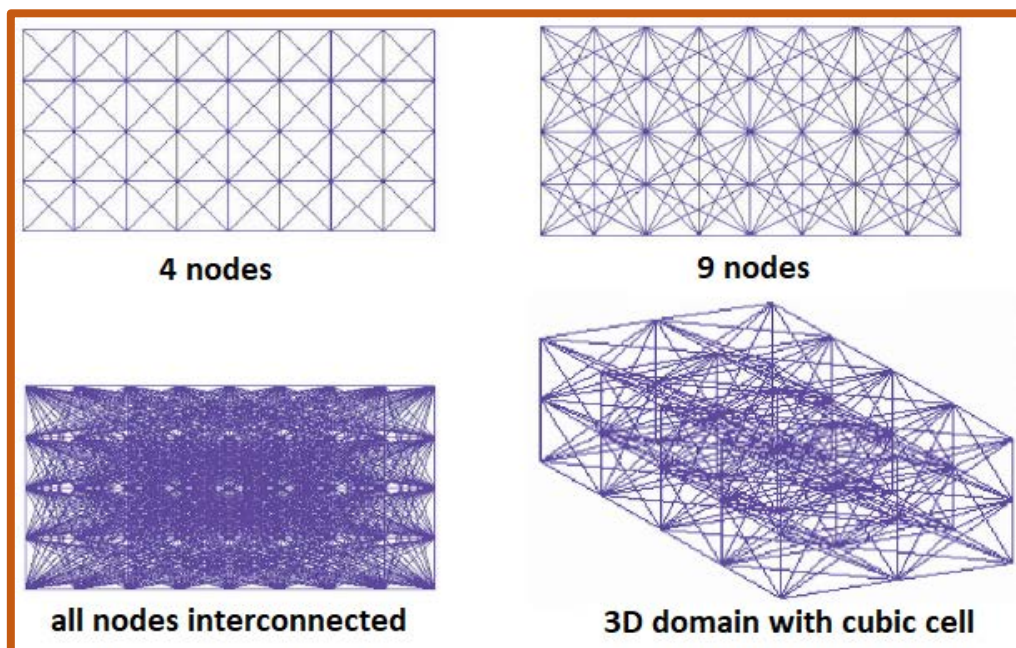 4 nodes
9 nodes
all nodes interconnected
3D domain with cubic cell